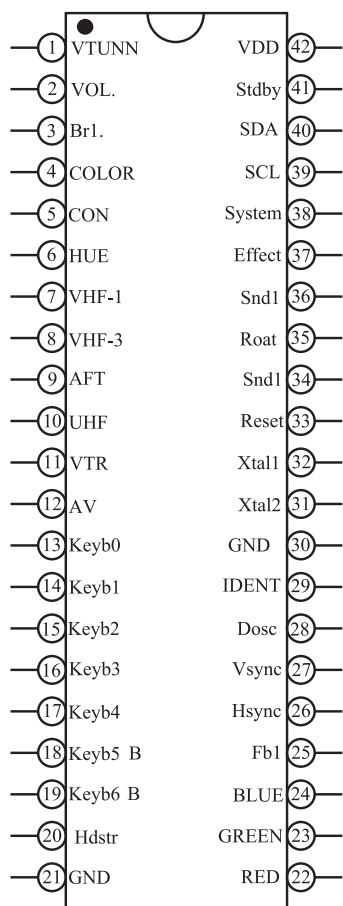 1 VTUNN VDD 42
2 VOL. Stdby 41
3 Br1. SDA 40
4 COLOR SCL 39
5 CON System 38
6 HUE Effect 37
7 VHF-1 Snd1 36
8 VHF-3 Roat 35
9 AFT Snd1 34
10 UHF Reset 33
11 VTR Xtal1 32
12 AV Xtal2 31
13 Keyb0 GND 30
14 Keyb1 IDENT 29
15 Keyb2 Dosc 28
16 Keyb3 Vsync 27
17 Keyb4 Hsync 26
18 Keyb5 B Fb1 25
19 Keyb6 B BLUE 24
20 Hdstr GREEN 23
21 GND RED 22